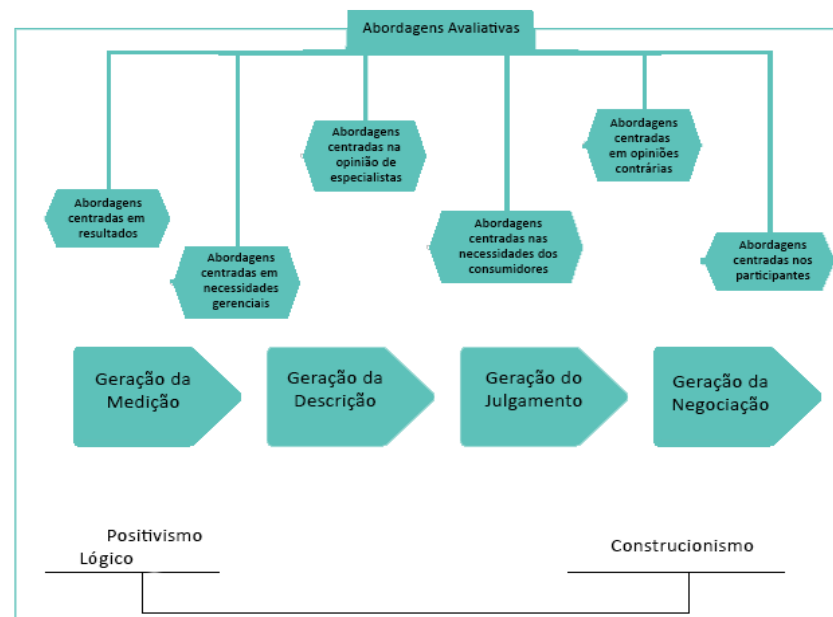 Abordagens Avaliativas
Abordagens
centradas em
resultados
Abordagens
centradas em
necessidades
gerenciais
Abordagens
centradas na
opinião de
especialistas
Abordagens
centradas nas
necessidades dos
consumidores
Abordagens
centradas
em opiniões
contrárias
Abordagens
centradas nos
participantes
Geração da
Medição
Geração da
Descrição
Geração do
Julgamento
Geração da
Negociação
Positivismo
Lógico
Construcionismo